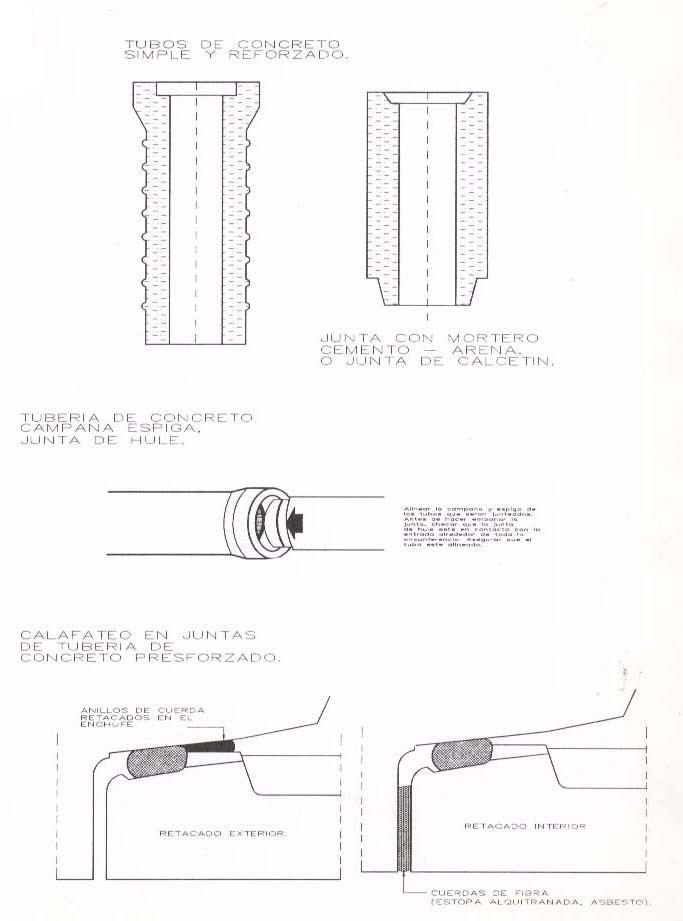 TUBOS DE CONCRETO
SIMPLE Y REFORZADO.
JUNTA CON MORTERO
CEMENTO - ARENA.
O JUNTA DE CALCETIN.
TUBERIA DE CONCRETO
CAMPANA ESPIGA,
JUNTA DE HULE.
Alinear la campana y espiga de
los tubos que seran junteados.
Antes de hacer embonar la
junta, checar que la junta
de hule este en contacto con la
entrada alrededor de toda la
circunferencia. Asegurar que el
tubo este alineado.
CALAFATEO EN JUNTAS
DE TUBERIA DE
CONCRETO PRESFORZADO.
ANILLOS DE CUERDA
RETACADOS EN EL
ENCHUFE
RETACADO EXTERIOR.
RETACADO INTERIOR
CUERDAS DE FIBRA
(ESTOPA ALQUITRANADA, ASBESTO).